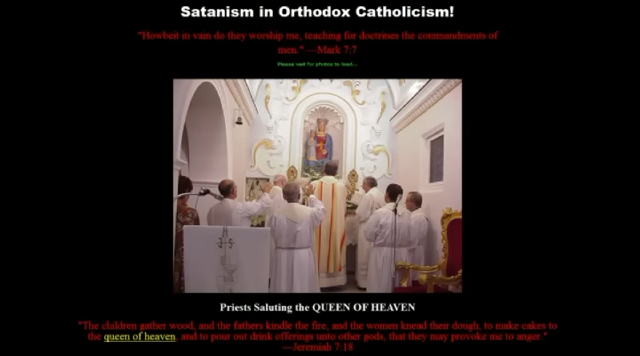 Satanism in Orthodox Catholicism!
"Howbeit in vain do they worship me, teaching for doctrines the commandments of
men." —Mark 7:7
Please wait for photos to load...
Priests Saluting the QUEEN OF HEAVEN
"The children gather wood, and the fathers kindle the fire, and the women knead their dough, to make cakes to
the queen of heaven, and to pour out drink offerings unto other gods, that they may provoke me to anger."
—Jeremiah 7:18